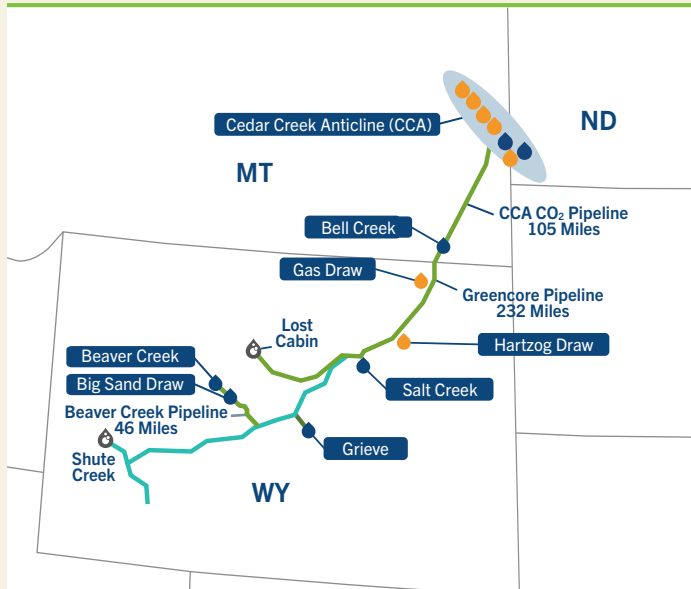 ND
Cedar Creek Anticline (CCA)
MT
CCA CO₂ Pipeline
105 Miles
Bell Creek
Gas Draw
Greencore Pipeline
232 Miles
Lost
Cabin
Hartzog Draw
Beaver Creek
Big Sand Draw
Salt Creek
Beaver Creek Pipeline
46 Miles
Grieve
Shute
Creek
WY